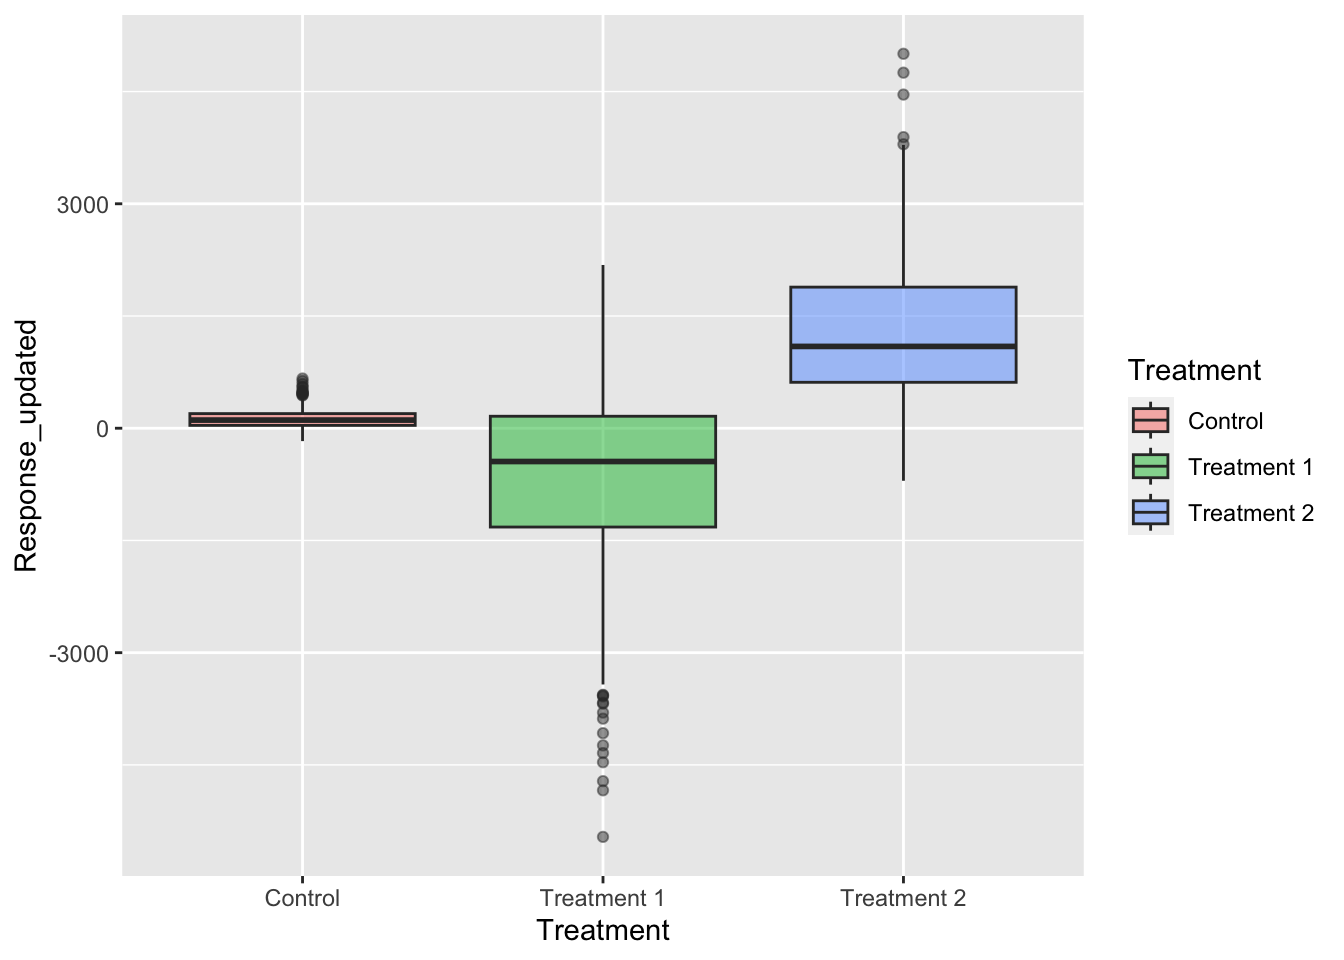 Response_updated
3000
0
-3000
Control
Treatment 1
Treatment 2
Treatment
Treatment
Control
Treatment 1
Treatment 2